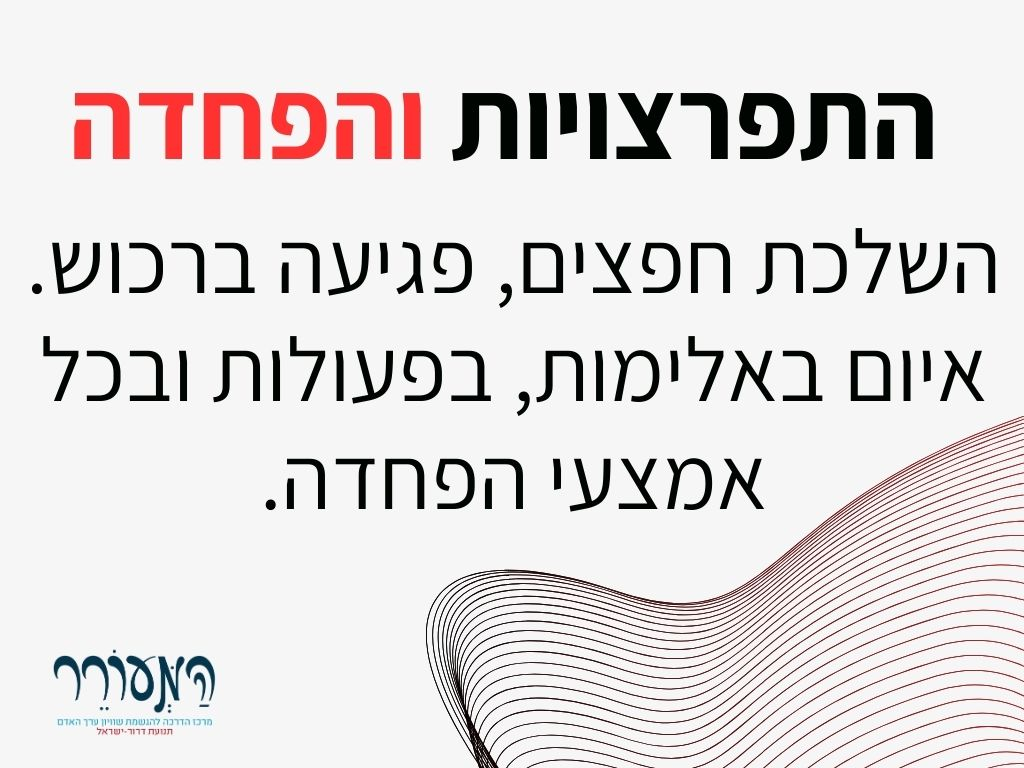 התפרצויות והפחדה
השלכת חפצים, פגיעה ברכוש.
איום באלימות, בפעולות ובכל
אמצעי הפחדה.
הַמְּעוֹרֵר
מרכז הדרכה להגשמת שוויון ערך האדם
תנועת דרור-ישראל